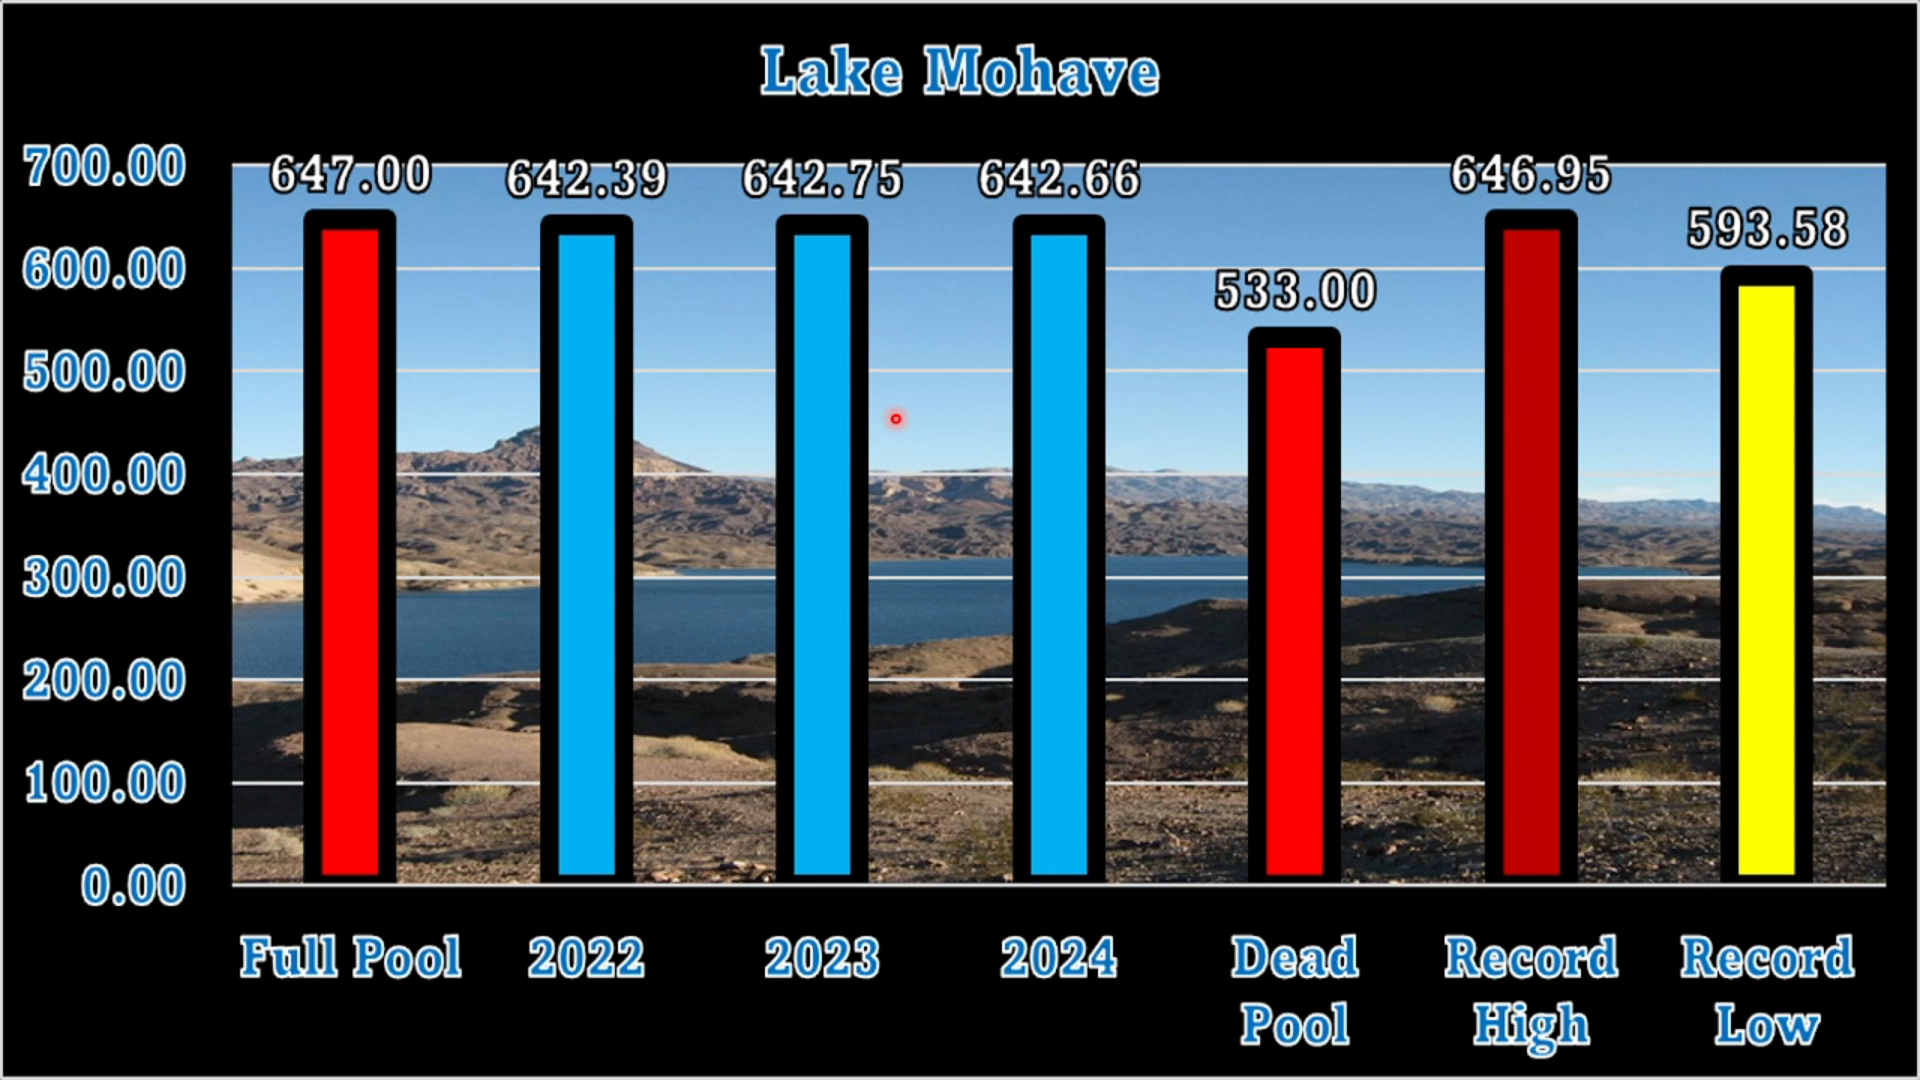 Lake Mohave
700.00
600.00
500.00
400.00
300.00
200.00
100.00
0.00
647.00
642.39
642.75
642.66
533.00
646.95
593.58
Full Pool
2022
2023
2024
Dead
Pool
Record
High
Record
Low